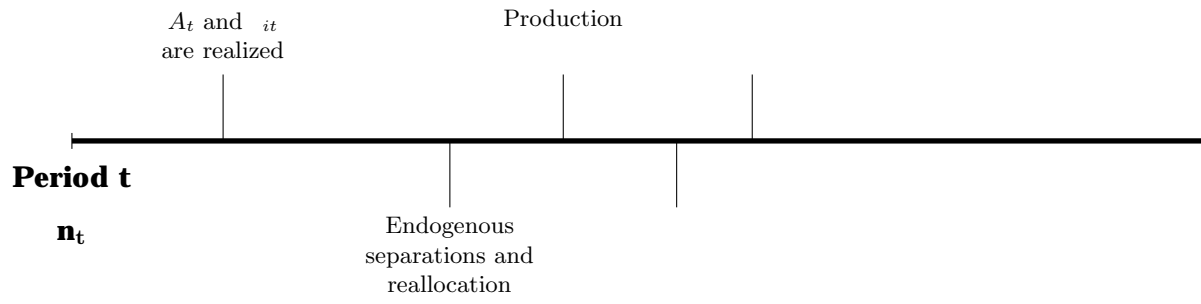 A_t and _it
are realized
Production
Period t
n_t
Endogenous
separations and
reallocation